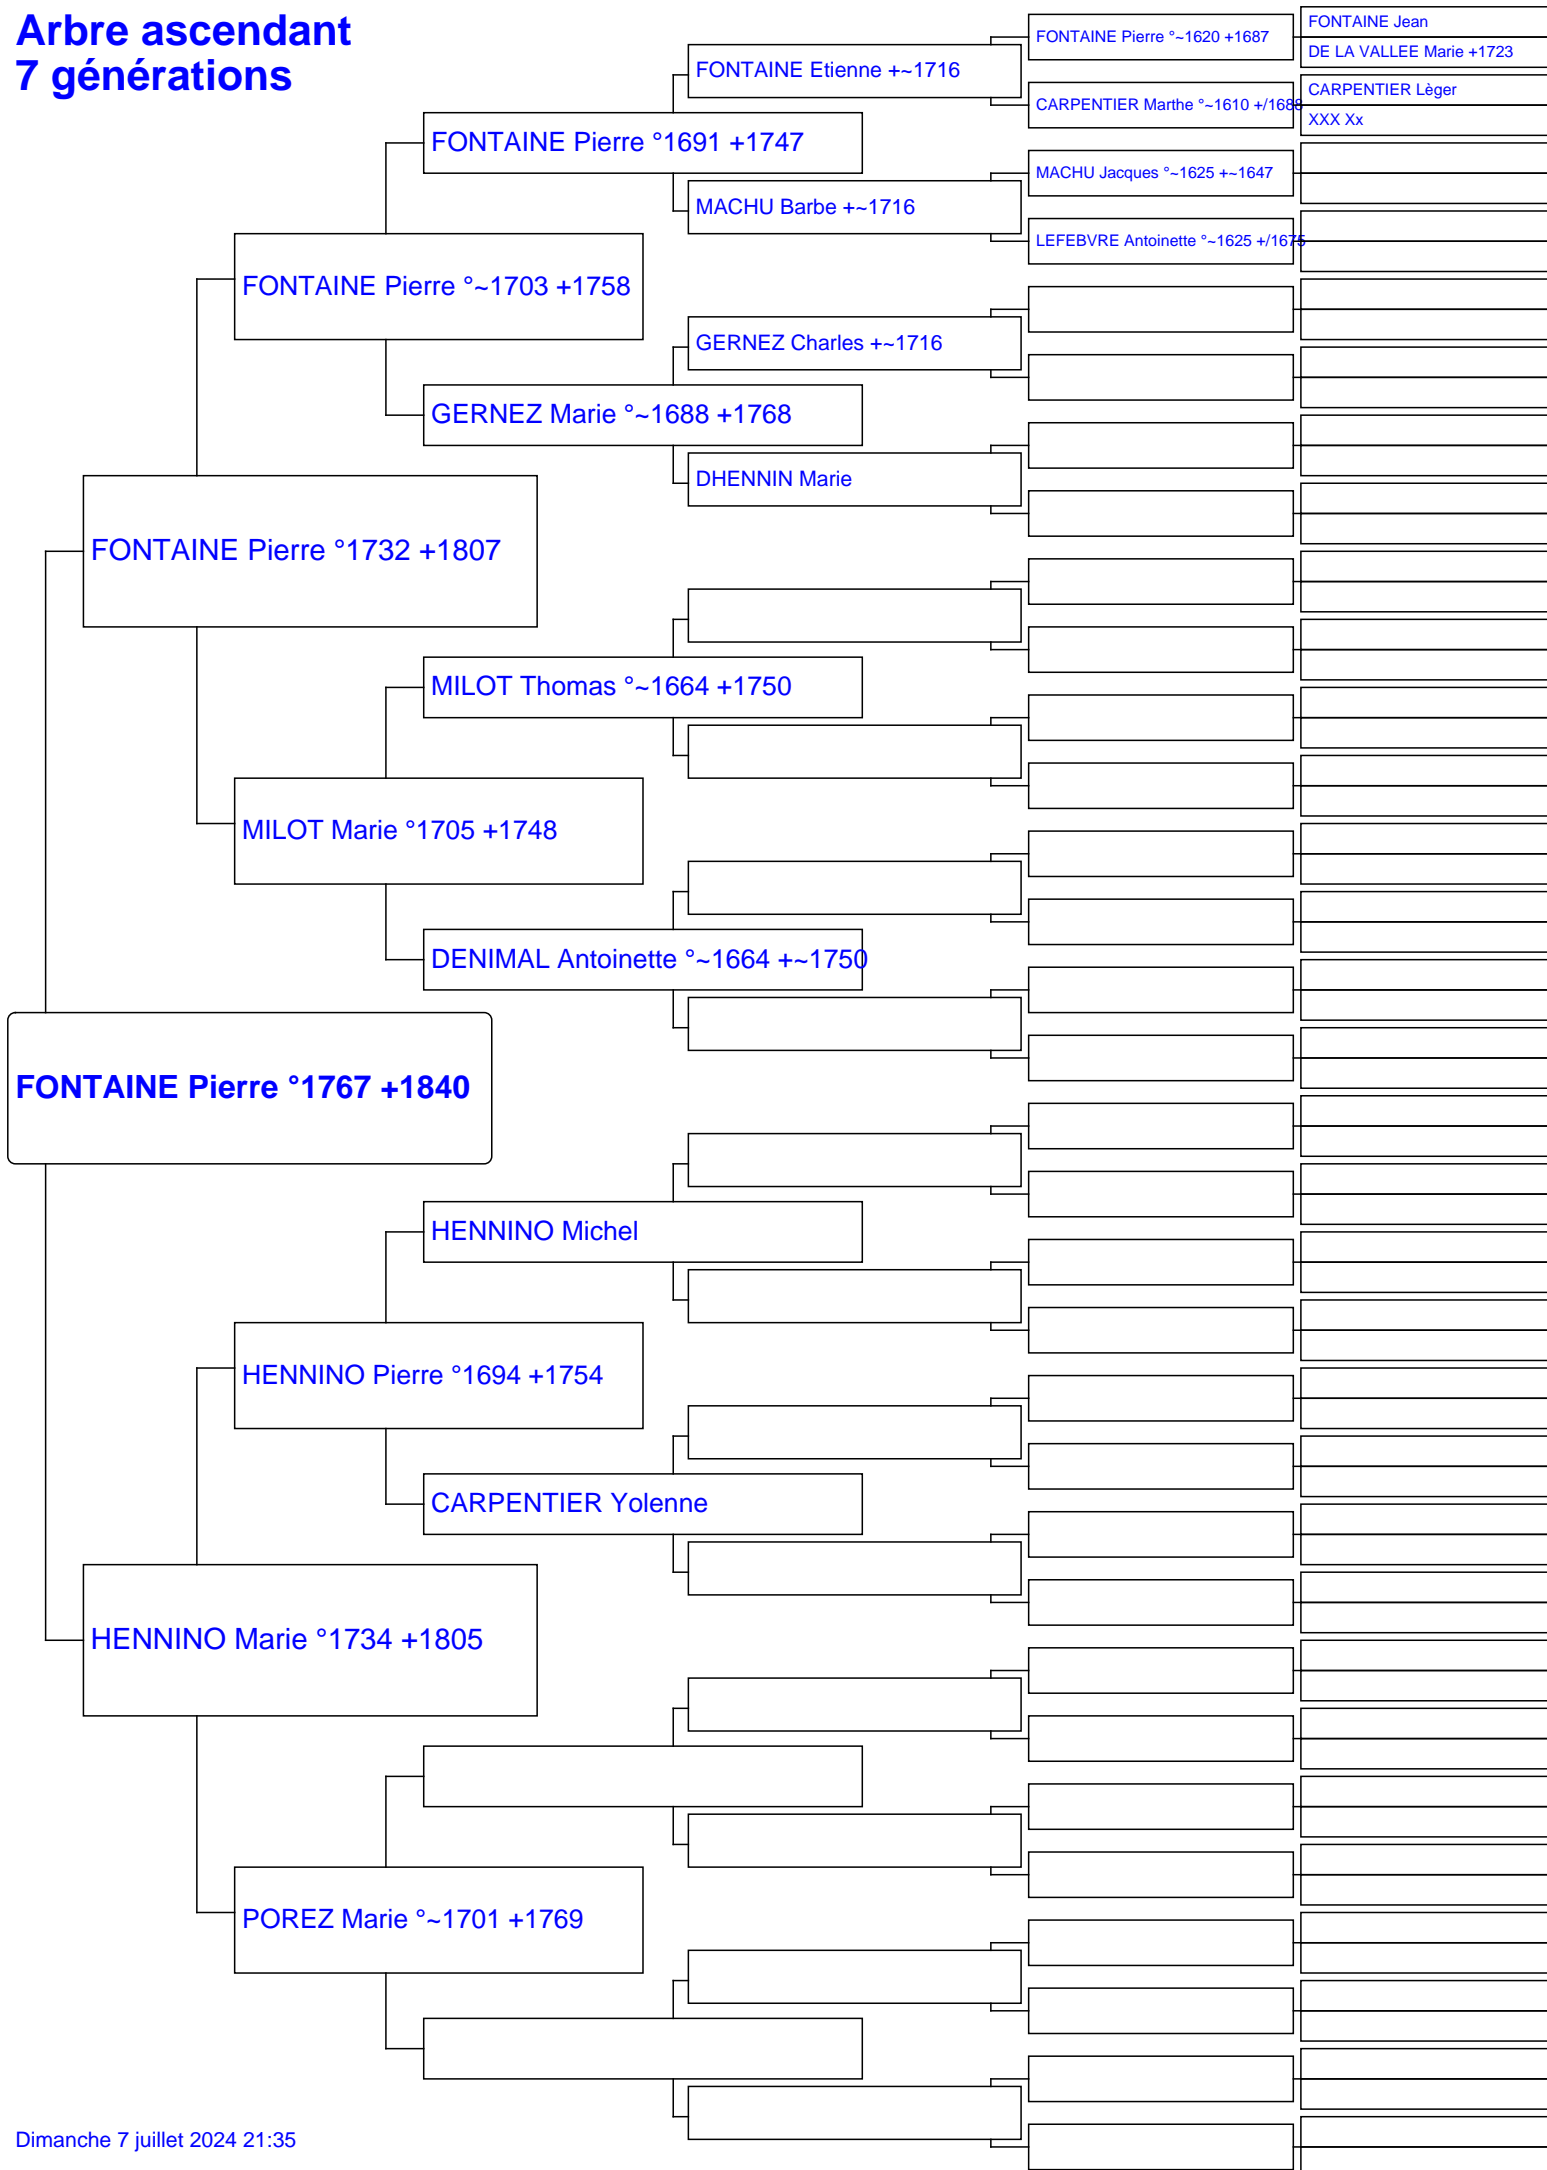 Arbre ascendant
7 générations
FONTAINE Jean
FONTAINE Pierre °~1620 +1687
DE LA VALLEE Marie +1723
FONTAINE Etienne +~1716
CARPENTIER Lèger
CARPENTIER Marthe °~1610 +/1688
XXX Xx
FONTAINE Pierre °1691 +1747
MACHU Jacques °~1625 +~1647
MACHU Barbe +~1716
LEFEBVRE Antoinette °~1625 +/1675
FONTAINE Pierre °~1703 +1758
GERNEZ Charles +~1716
GERNEZ Marie °~1688 +1768
DHENNIN Marie
FONTAINE Pierre °1732 +1807
MILOT Thomas °~1664 +1750
MILOT Marie °1705 +1748
DENIMAL Antoinette °~1664 +~1750
FONTAINE Pierre °1767 +1840
HENNINO Michel
HENNINO Pierre °1694 +1754
CARPENTIER Yolenne
HENNINO Marie °1734 +1805
POREZ Marie °~1701 +1769
Dimanche 7 juillet 2024 21:35